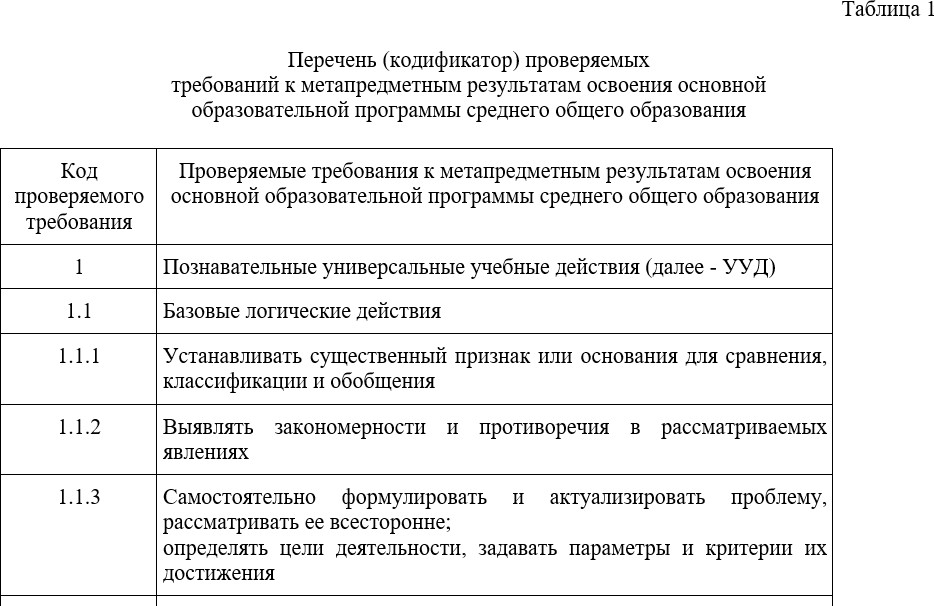 Таблица 1
Перечень (кодификатор) проверяемых
требований к метапредметным результатам освоения основной
образовательной программы среднего общего образования
Код
проверяемого
требования
Проверяемые требования к метапредметным результатам освоения
основной образовательной программы среднего общего образования
1
Познавательные универсальные учебные действия (далее - УУД)
1.1
Базовые логические действия
1.1.1
Устанавливать существенный признак или основания для сравнения,
классификации и обобщения
1.1.2
Выявлять закономерности и противоречия в рассматриваемых
явлениях
1.1.3
Самостоятельно формулировать и актуализировать проблему,
рассматривать ее всесторонне;
определять цели деятельности, задавать параметры и критерии их
достижения